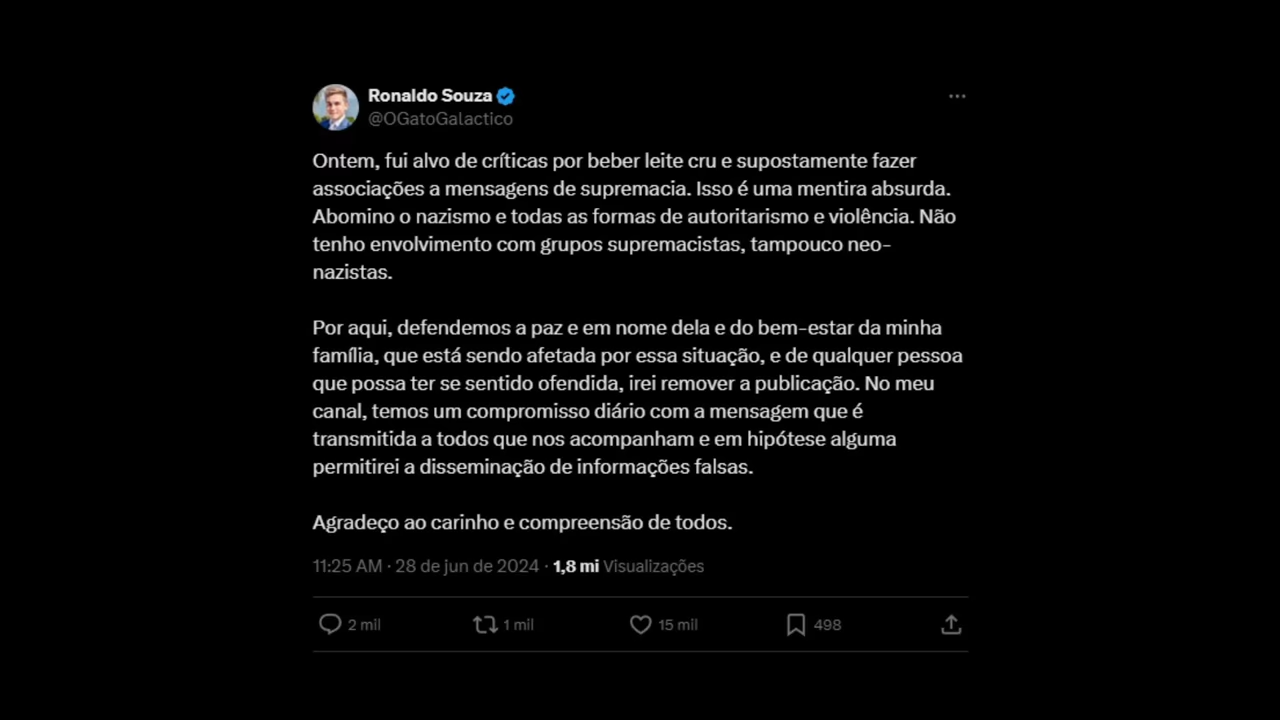 Ronaldo Souza
@OGatoGalactico
Ontem, fui alvo de críticas por beber leite cru e supostamente fazer
associações a mensagens de supremacia. Isso é uma mentira absurda.
Abomino o nazismo e todas as formas de autoritarismo e violência. Não
tenho envolvimento com grupos supremacistas, tampouco neo-
nazistas.
Por aqui, defendemos a paz e em nome dela e do bem-estar da minha
família, que está sendo afetada por essa situação, e de qualquer pessoa
que possa ter se sentido ofendida, irei remover a publicação. No meu
canal, temos um compromisso diário com a mensagem que é
transmitida a todos que nos acompanham e em hipótese alguma
permitirei a disseminação de informações falsas.
Agradeço ao carinho e compreensão de todos.
11:25 AM · 28 de jun de 2024 · 1,8 mi Visualizações
2 mil 1 mil 15 mil 498